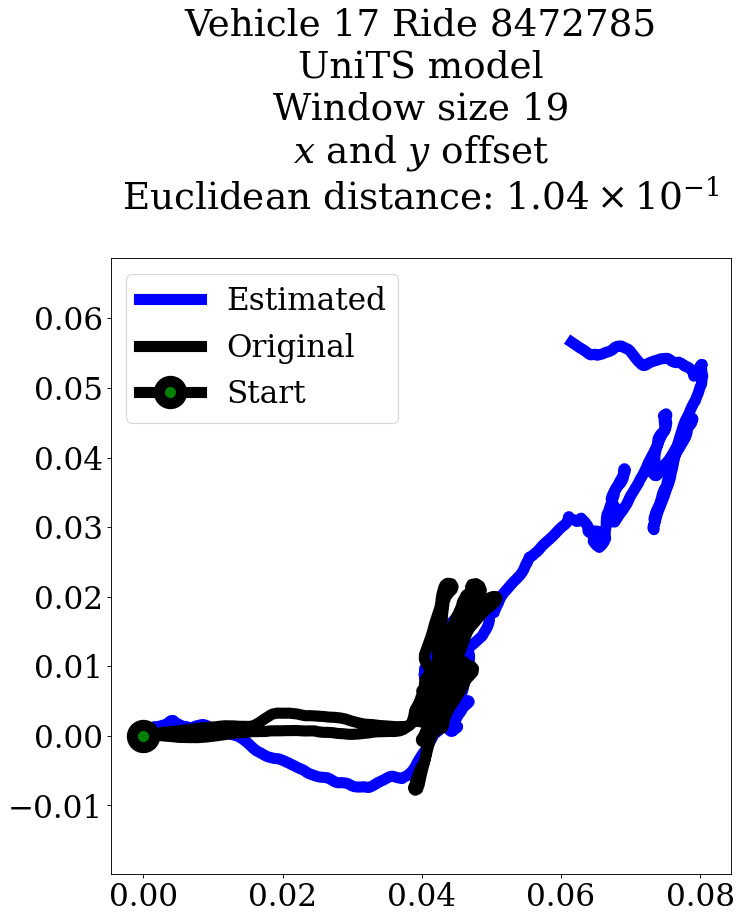 Vehicle 17 Ride 8472785
UniTS model
Window size 19
x and y offset
Euclidean distance: 1.04 × 10⁻¹
Estimated
Original
Start
0.06
0.05
0.04
0.03
0.02
0.01
0.00
−0.01
0.00 0.02 0.04 0.06 0.08